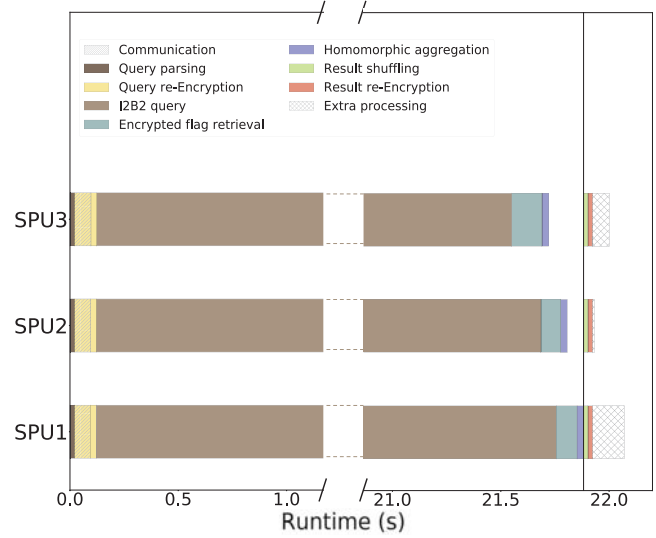 Communication
Query parsing
Query re-Encryption
I2B2 query
Encrypted flag retrieval
Homomorphic aggregation
Result shuffling
Result re-Encryption
Extra processing
SPU3
SPU2
SPU1
0.0 0.5 1.0 21.0 21.5 22.0
Runtime (s)